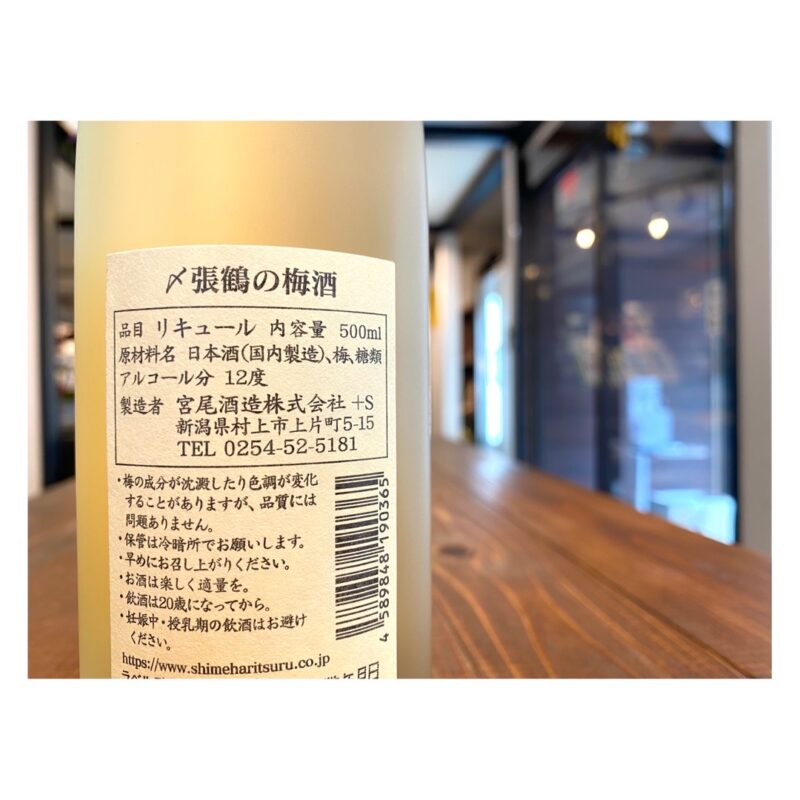 〆張鶴の梅酒
品目 リキュール 内容量 500ml
原材料名 日本酒(国内製造)、梅、糖類
アルコール分 12度
製造者 宮尾酒造株式会社 +S
新潟県村上市上片町5-15
TEL 0254-52-5181
・梅の成分が沈澱したり色調が変化
することがありますが、品質には
問題ありません。
・保管は冷暗所でお願いします。
・早めにお召し上がりください。
・お酒は楽しく適量を。
・飲酒は20歳になってから。
・妊娠中・授乳期の飲酒はお避け
ください。
https://www.shimeharitsuru.co.jp
4 589848 190365